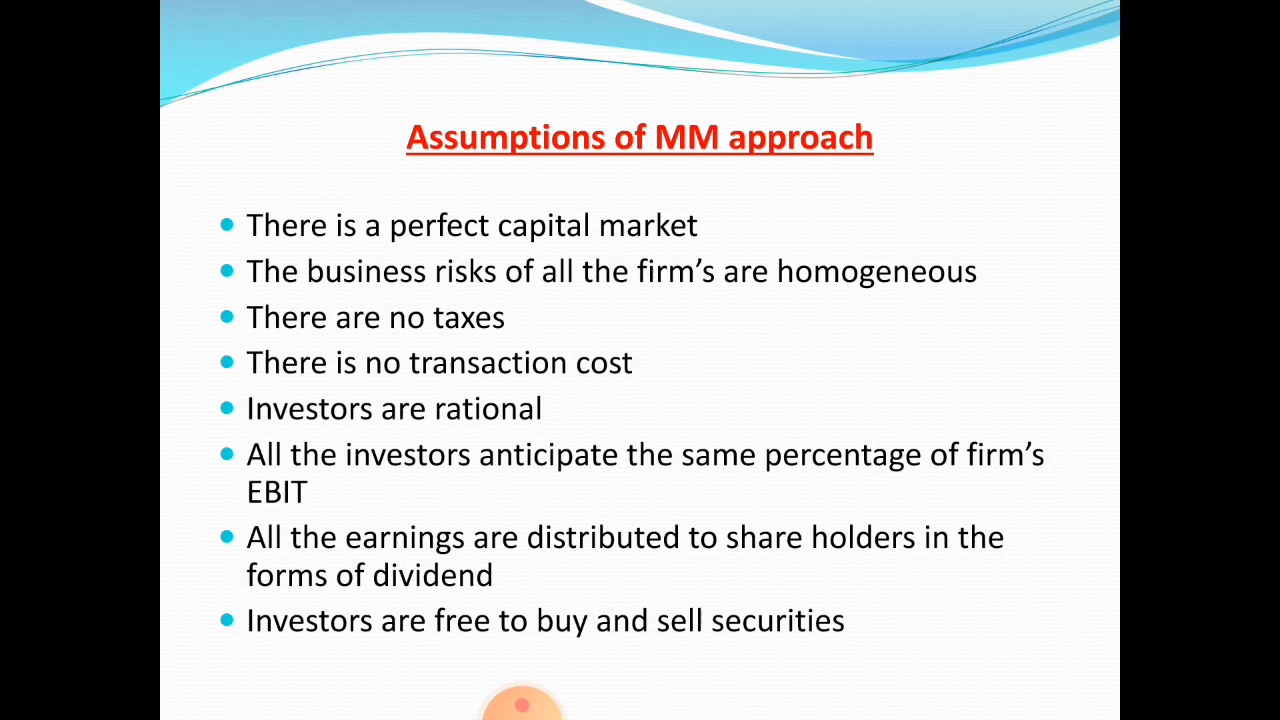 Assumptions of MM approach
• There is a perfect capital market
• The business risks of all the firm’s are homogeneous
• There are no taxes
• There is no transaction cost
• Investors are rational
• All the investors anticipate the same percentage of firm’s
EBIT
• All the earnings are distributed to share holders in the
forms of dividend
• Investors are free to buy and sell securities